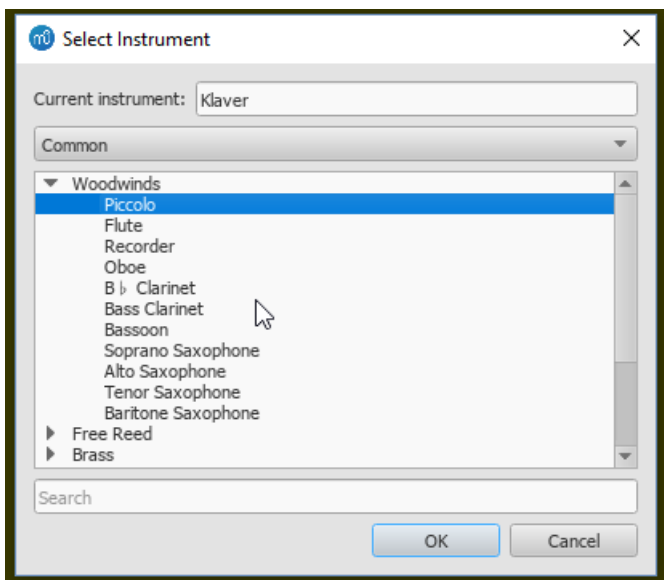 Select Instrument
Current instrument: Klaver
Common
Woodwinds
Piccolo
Flute
Recorder
Oboe
B♭ Clarinet
Bass Clarinet
Bassoon
Soprano Saxophone
Alto Saxophone
Tenor Saxophone
Baritone Saxophone
Free Reed
Brass
Search
OK Cancel